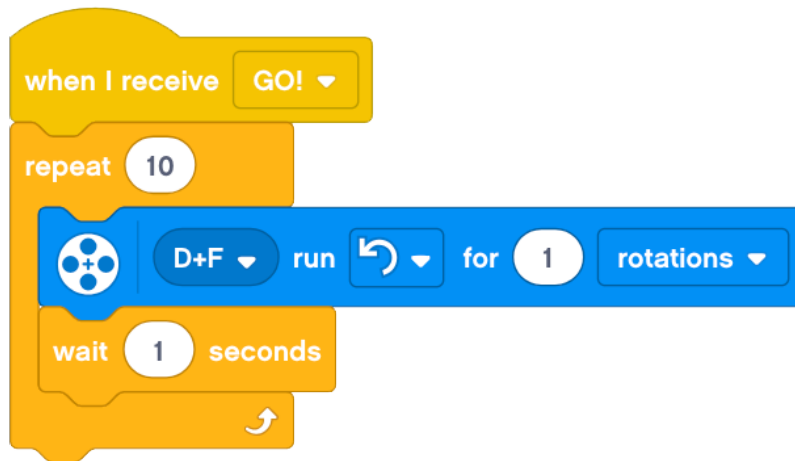 when I receive GO!
repeat 10
D+F run for 1 rotations
wait 1 seconds